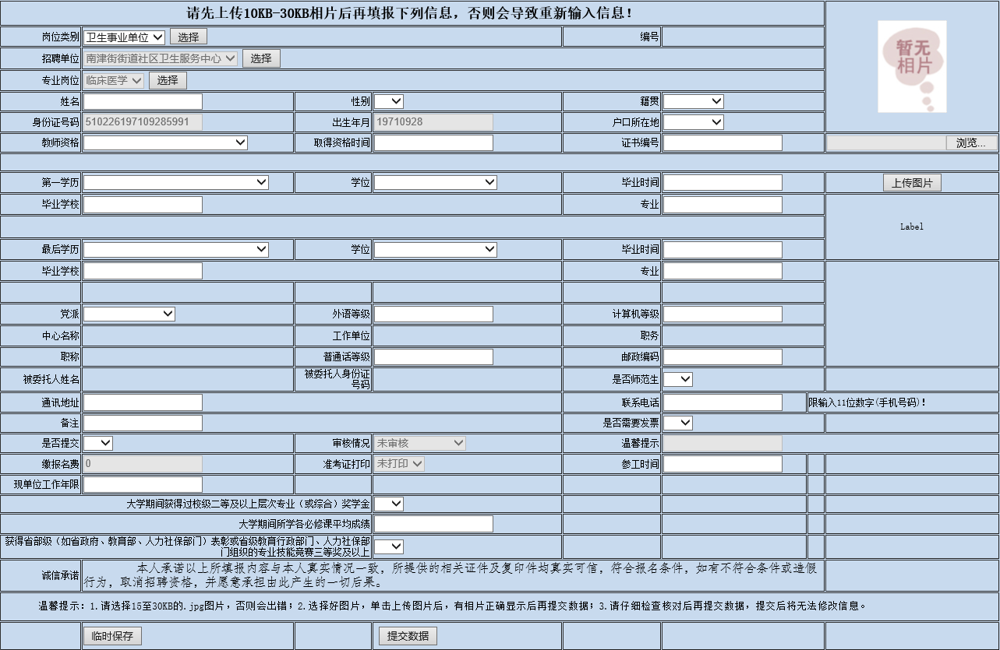 请先上传10KB-30KB相片后再填报下列信息，否则会导致重新输入信息！
暂无
相片
岗位类别 卫生事业单位 选择 编号
招聘单位 南津街街道社区卫生服务中心 选择
专业岗位 临床医学 选择
姓名 性别 籍贯
身份证号码 510226197109285991 出生年月 19710928 户口所在地
教师资格 取得资格时间 证书编号 浏览...
第一学历 学位 毕业时间 上传图片
毕业学校 专业
Label
最后学历 学位 毕业时间
毕业学校 专业
党派 外语等级 计算机等级
中心名称 工作单位 职务
职称 普通话等级 邮政编码
被委托人姓名 被委托人身份证
号码 是否师范生
通讯地址 联系电话 限输入11位数字(手机号码)！
备注 是否需要发票
是否提交 审核情况 未审核 温馨提示
缴报名费 0 准考证打印 未打印 参工时间
现单位工作年限
大学期间获得过校级二等及以上层次专业（或综合）奖学金
大学期间所学各必修课平均成绩
获得省部级（如省政府、教育部、人力社保部门）表彰或省级教育行政部门、人力社保部
门组织的专业技能竞赛三等奖及以上
诚信承诺 本人承诺以上所填报内容与本人真实情况一致，所提供的相关证件及复印件均真实可信，符合报名条件，如有不符合条件或造假
行为，取消招聘资格，并愿意承担由此产生的一切后果。
温馨提示：1.请选择15至30KB的.jpg图片，否则会出错；2.选择好图片，单击上传图片后，有相片正确显示后再提交数据；3.请仔细检查核对后再提交数据，提交后将无法修改信息。
临时保存 提交数据